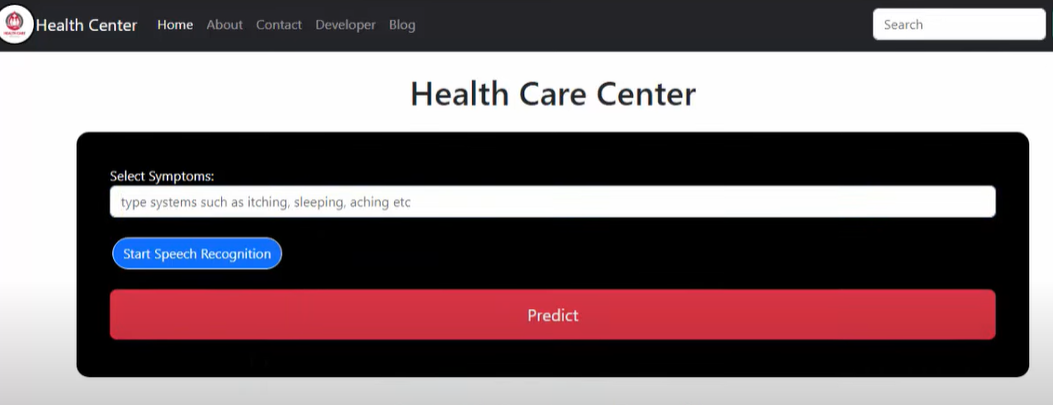 Health Center Home About Contact Developer Blog Search
Health Care Center
Select Symptoms:
type systems such as itching, sleeping, aching etc
Start Speech Recognition
Predict